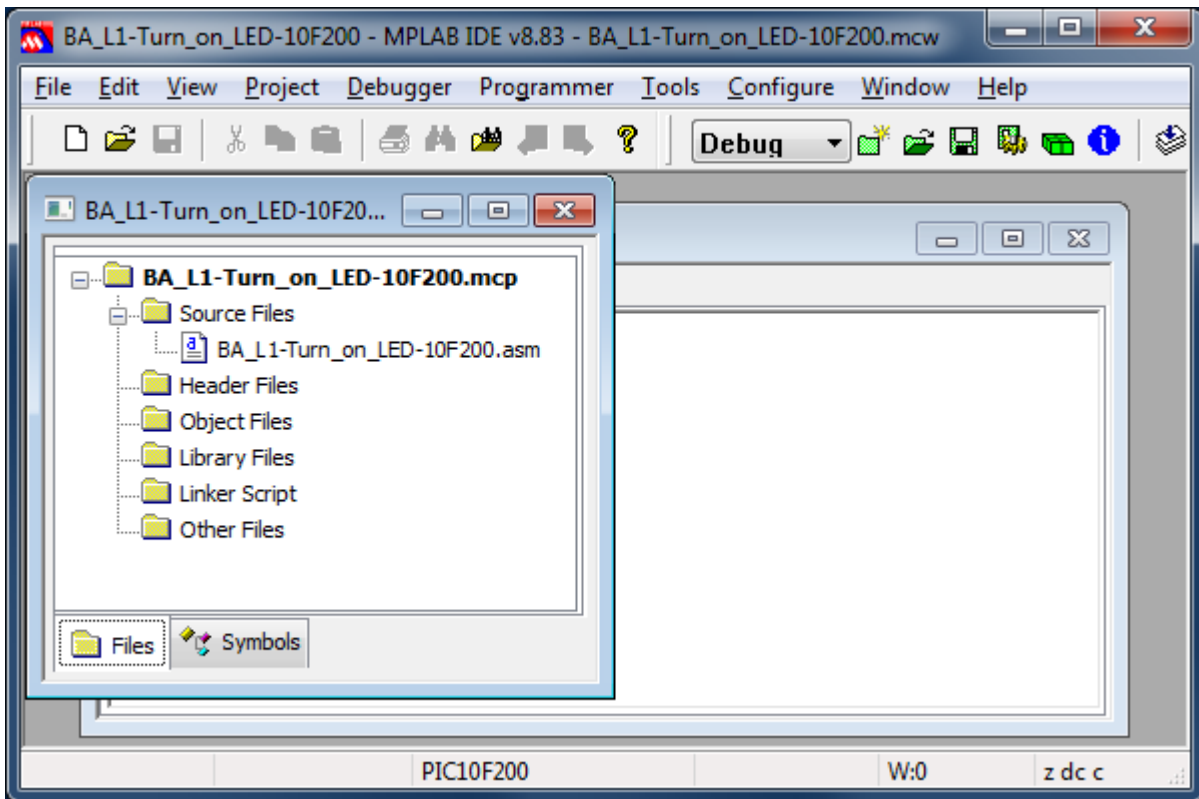 BA_L1-Turn_on_LED-10F200 - MPLAB IDE v8.83 - BA_L1-Turn_on_LED-10F200.mcw
File Edit View Project Debugger Programmer Tools Configure Window Help
Debug
BA_L1-Turn_on_LED-10F20...
BA_L1-Turn_on_LED-10F200.mcp
Source Files
BA_L1-Turn_on_LED-10F200.asm
Header Files
Object Files
Library Files
Linker Script
Other Files
Files Symbols
PIC10F200 W:0 z dc c